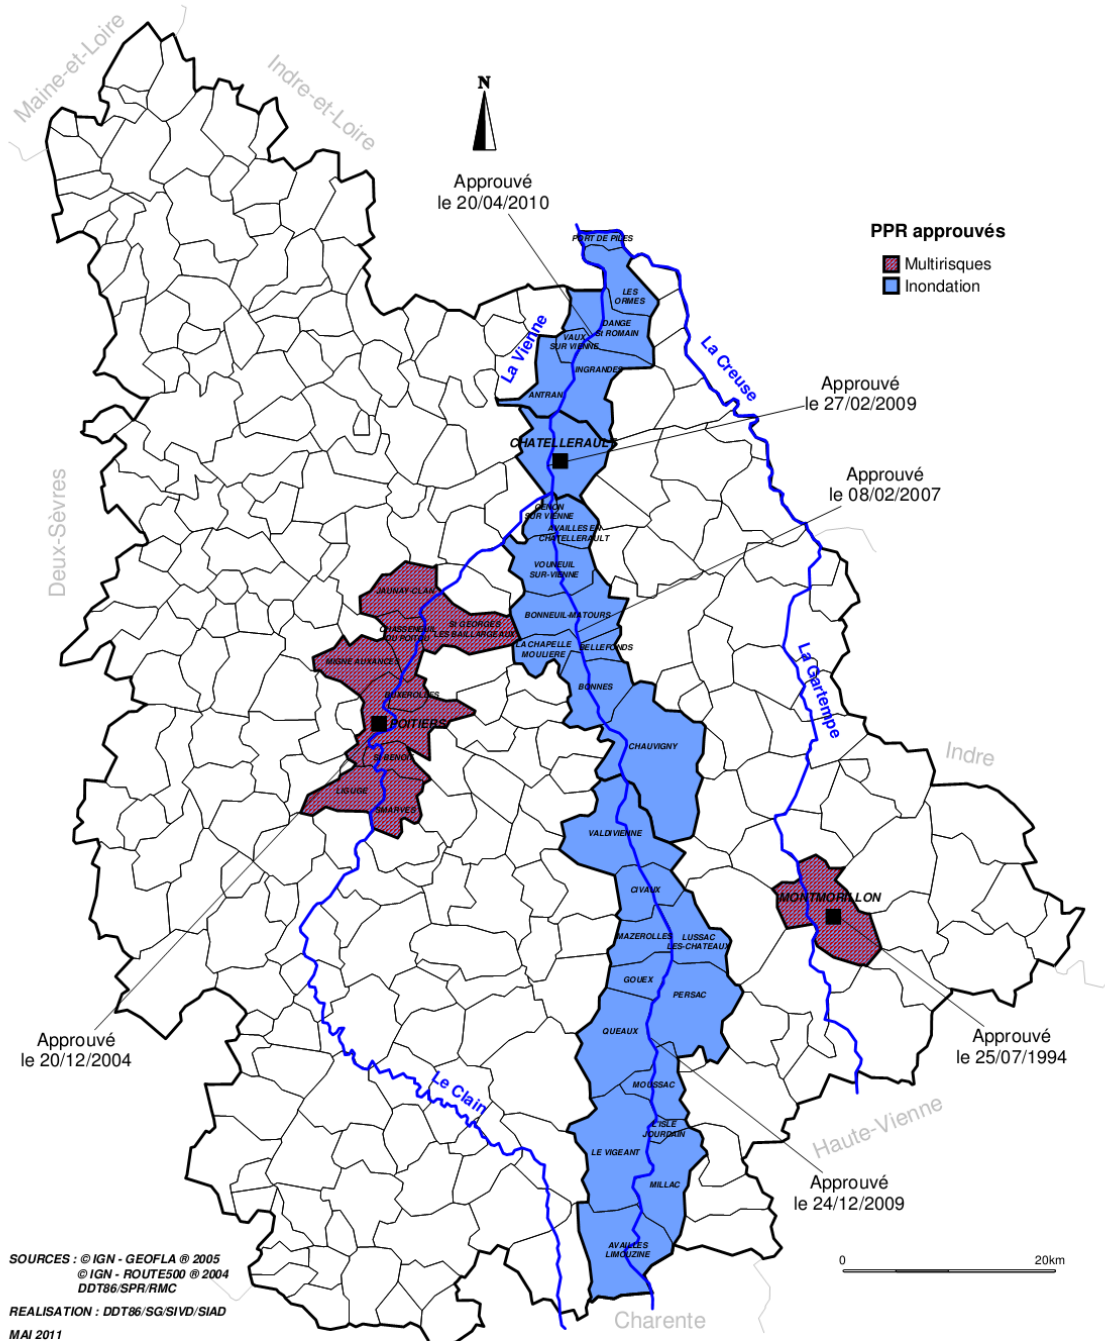 Maine-et-Loire
Indre-et-Loire
N
Approuvé
le 20/04/2010
PPR approuvés
Multirisques
Inondation
PORT DE PILES
LES
ORMES
DANGE
St ROMAIN
VAUX
SUR VIENNE
INGRANDES
ANTRAN
La Vienne
La Creuse
Approuvé
le 27/02/2009
CHATELLERAULT
Approuvé
le 08/02/2007
CENON
SUR VIENNE
AVAILLES EN
CHATELLERAULT
VOUNEUIL
SUR-VIENNE
BONNEUIL-MATOURS
LA CHAPELLE
MOULIERE
BELLEFONDS
BONNES
CHAUVIGNY
Deux-Sèvres
JAUNAY-CLAN
CHASSENEUIL
DU POITOU
St GEORGES
LES BAILLARGEAUX
MIGNE AUXANCES
BUXEROLLES
POITIERS
St BENOIT
LIGUGE
SMARVES
La Gartempe
Indre
VALDIVIENNE
CIVAUX
MAZEROLLES
LUSSAC
LES-CHATEAUX
GOUEX
PERSAC
QUEAUX
MOUSSAC
L'ISLE
JOURDAIN
LE VIGEANT
MILLAC
AVAILLES
LIMOUZINE
MONTMORILLON
Approuvé
le 20/12/2004
Approuvé
le 25/07/1994
Le Clain
Haute-Vienne
Approuvé
le 24/12/2009
Charente
0 20km
SOURCES : © IGN - GEOFLA ® 2005
© IGN - ROUTE500 ® 2004
DDT86/SPR/RMC
REALISATION : DDT86/SG/SIVD/SIAD
MAI 2011